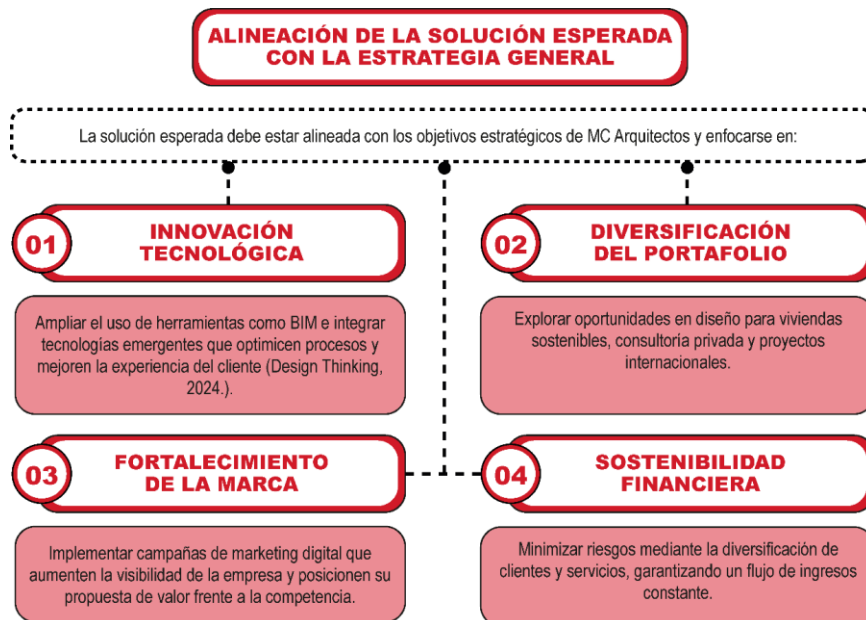 ALINEACIÓN DE LA SOLUCIÓN ESPERADA
CON LA ESTRATEGIA GENERAL
La solución esperada debe estar alineada con los objetivos estratégicos de MC Arquitectos y enfocarse en:
01
INNOVACIÓN
TECNOLÓGICA
Ampliar el uso de herramientas como BIM e integrar
tecnologías emergentes que optimicen procesos y
mejoren la experiencia del cliente (Design Thinking,
2024.).
02
DIVERSIFICACIÓN
DEL PORTAFOLIO
Explorar oportunidades en diseño para viviendas
sostenibles, consultoría privada y proyectos
internacionales.
03
FORTALECIMIENTO
DE LA MARCA
Implementar campañas de marketing digital que
aumenten la visibilidad de la empresa y posicionen su
propuesta de valor frente a la competencia.
04
SOSTENIBILIDAD
FINANCIERA
Minimizar riesgos mediante la diversificación de
clientes y servicios, garantizando un flujo de ingresos
constante.